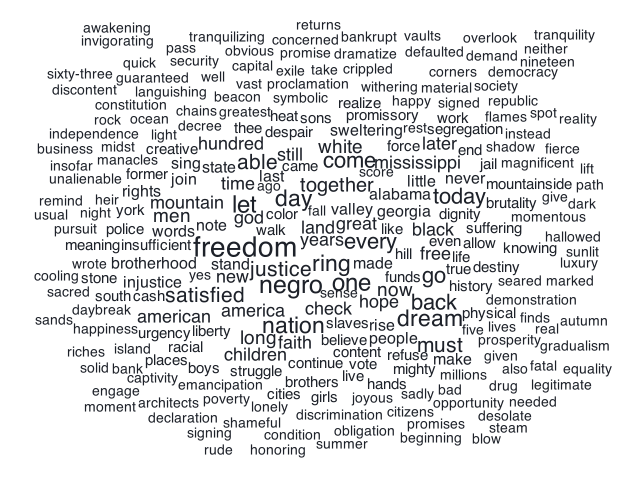 awakening returns
invigorating tranquilizing concerned bankrupt vaults overlook tranquility
pass obvious promise dramatize defaulted demand neither
quick security capital exile take crippled corners democracy nineteen
sixty-three guaranteed well vast proclamation withering material society
discontent languishing beacon symbolic realize happy signed republic
constitution chains greatest heat sons promissory work flames spot reality
rock ocean decree thee despair sweltering rest segregation instead
independence light hundred white force later end shadow fierce
business midst creative able still come mississippi jail magnificent lift
insofar manacles sing state came score
unalienable former join time ago last together little never mountainside path
rights day alabama today brutality give dark
remind heir mountain let god color fall valley georgia dignity momentous
usual night york men note land great like black suffering
pursuit police words walk years every even allow knowing hallowed
meaning insufficient freedom hill free life sunlit
wrote brotherhood stand justice ring made true destiny luxury
cooling stone injustice yes new negro one now funds go history seared marked
sacred south cash satisfied sense hope back demonstration
daybreak american america check dream physical finds
sands happiness urgency liberty nation slaves rise five lives real autumn
long faith believe people must prosperity gradualism
riches island racial children content refuse make given
solid bank places boys struggle continue vote mighty millions also fatal equality
captivity emancipation brothers live hands drug legitimate
engage poverty cities girls joyous sadly bad
moment architects lonely opportunity needed
declaration shameful discrimination citizens desolate
signing condition obligation promises steam
rude honoring summer beginning blow